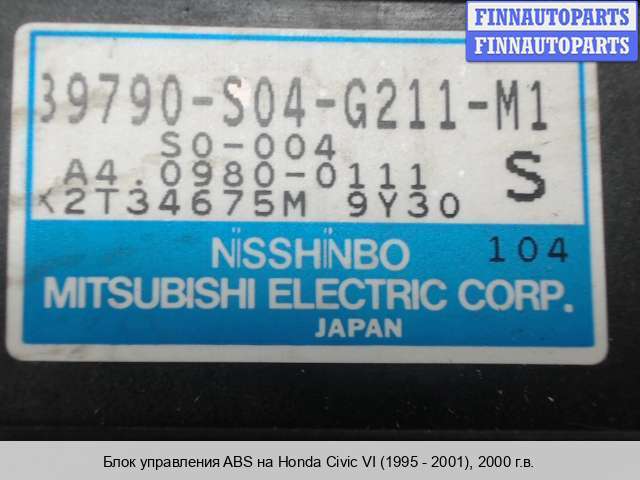 FINNAUTOPARTS
FINNAUTOPARTS
39790-S04-G211-M1
S0-004
A4.0980-0111 S
X2T34675M 9Y30
NISSHINBO 104
MITSUBISHI ELECTRIC CORP.
JAPAN
Блок управления ABS на Honda Civic VI (1995 - 2001), 2000 г.в.